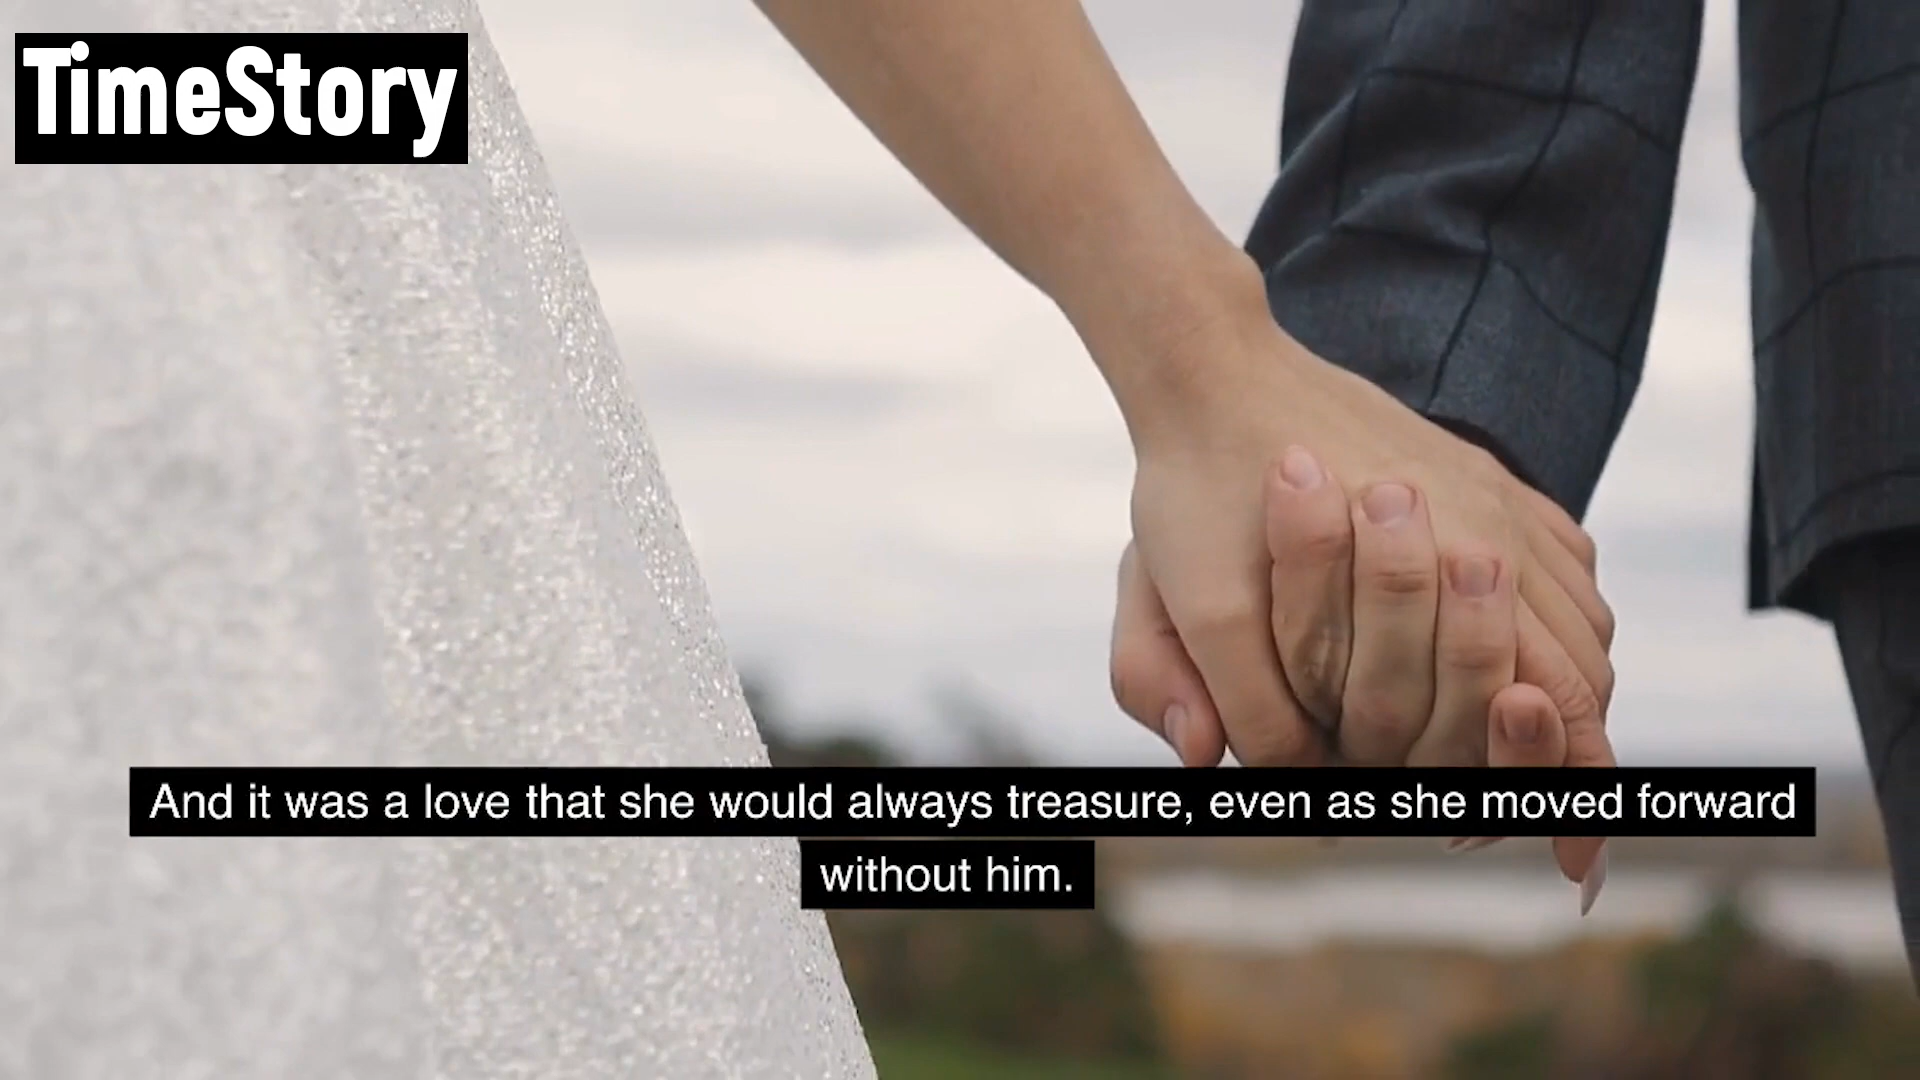 TimeStory
And it was a love that she would always treasure, even as she moved forward
without him.